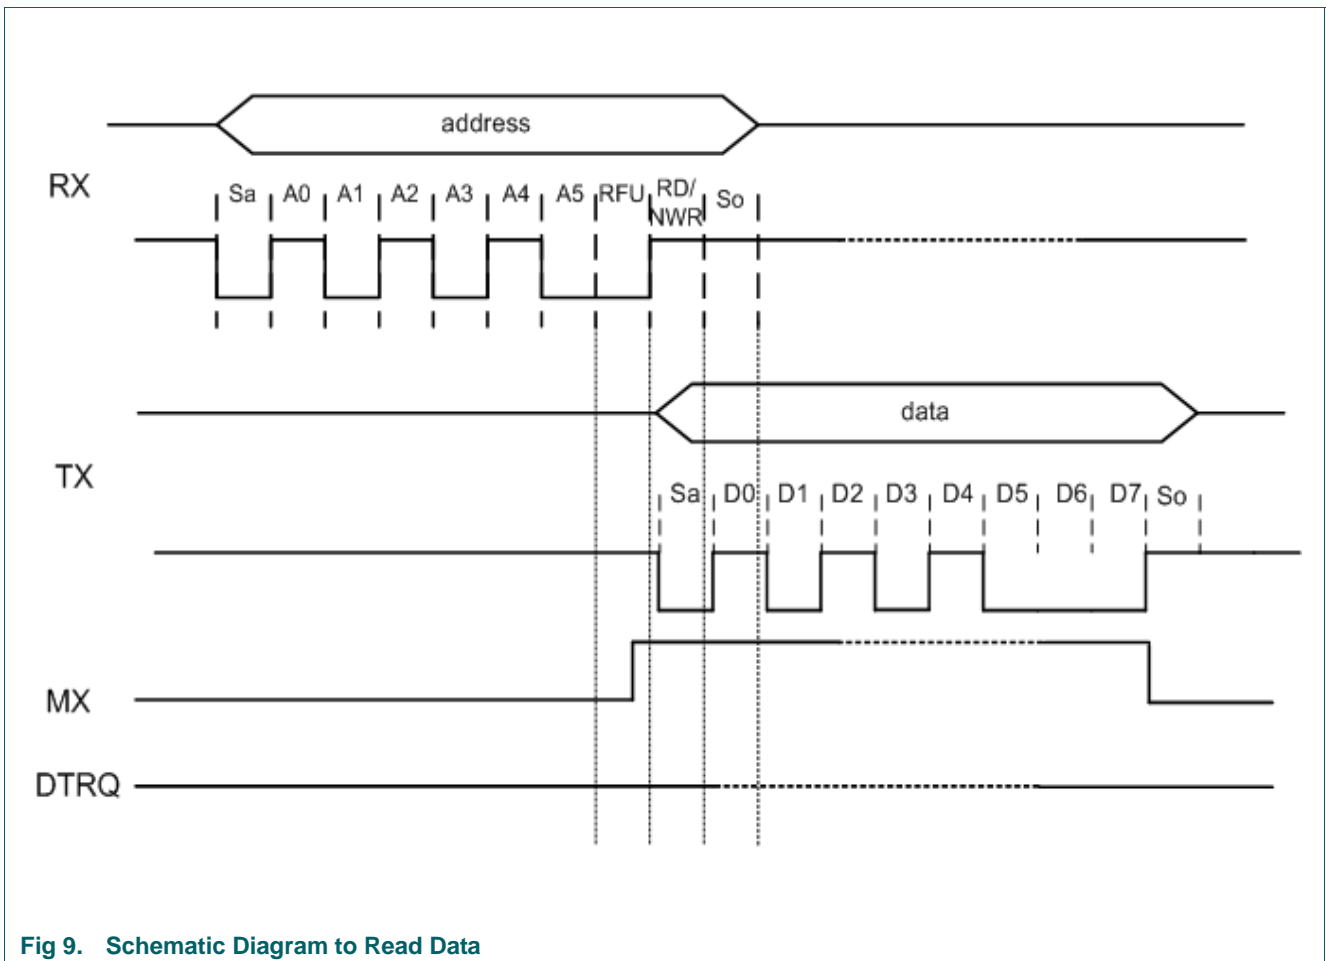 address
RX
Sa A0 A1 A2 A3 A4 A5 RFU RD/ So
NWR
data
TX
Sa D0 D1 D2 D3 D4 D5 D6 D7 So
MX
DTRQ
Fig 9. Schematic Diagram to Read Data